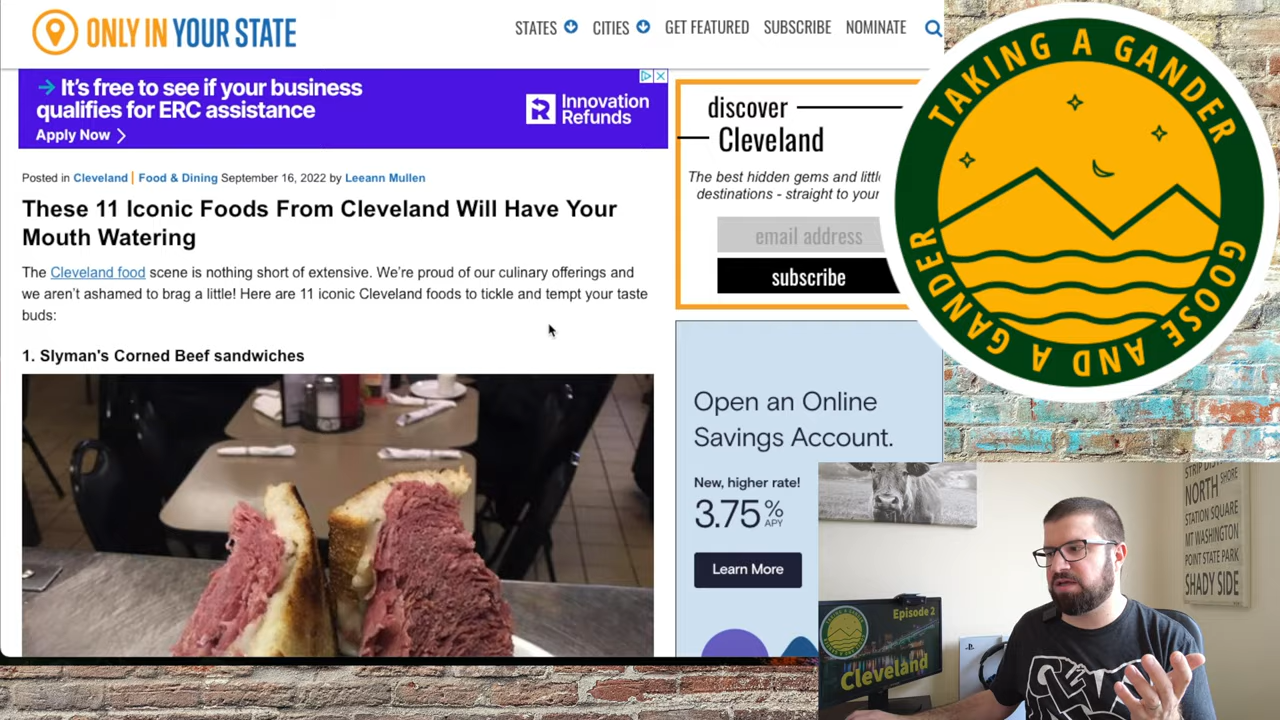 ONLY IN YOUR STATE
STATES
CITIES
GET FEATURED
SUBSCRIBE
NOMINATE
It's free to see if your business
qualifies for ERC assistance
Apply Now
Innovation
Refunds
Posted in Cleveland | Food & Dining September 16, 2022 by Leeann Mullen
These 11 Iconic Foods From Cleveland Will Have Your
Mouth Watering
The Cleveland food scene is nothing short of extensive. We're proud of our culinary offerings and
we aren't ashamed to brag a little! Here are 11 iconic Cleveland foods to tickle and tempt your taste
buds:
1. Slyman's Corned Beef sandwiches
discover
Cleveland
The best hidden gems and littl
destinations - straight to your
email address
subscribe
Open an Online
Savings Account.
New, higher rate!
3.75% APY
Learn More
TAKING A GANDER
GOOSE AND A GANDER
NORTH SHORE
STATION SQUARE
MT WASHINGTON
POINT STATE PARK
SHADY SIDE
Episode 2
Cleveland